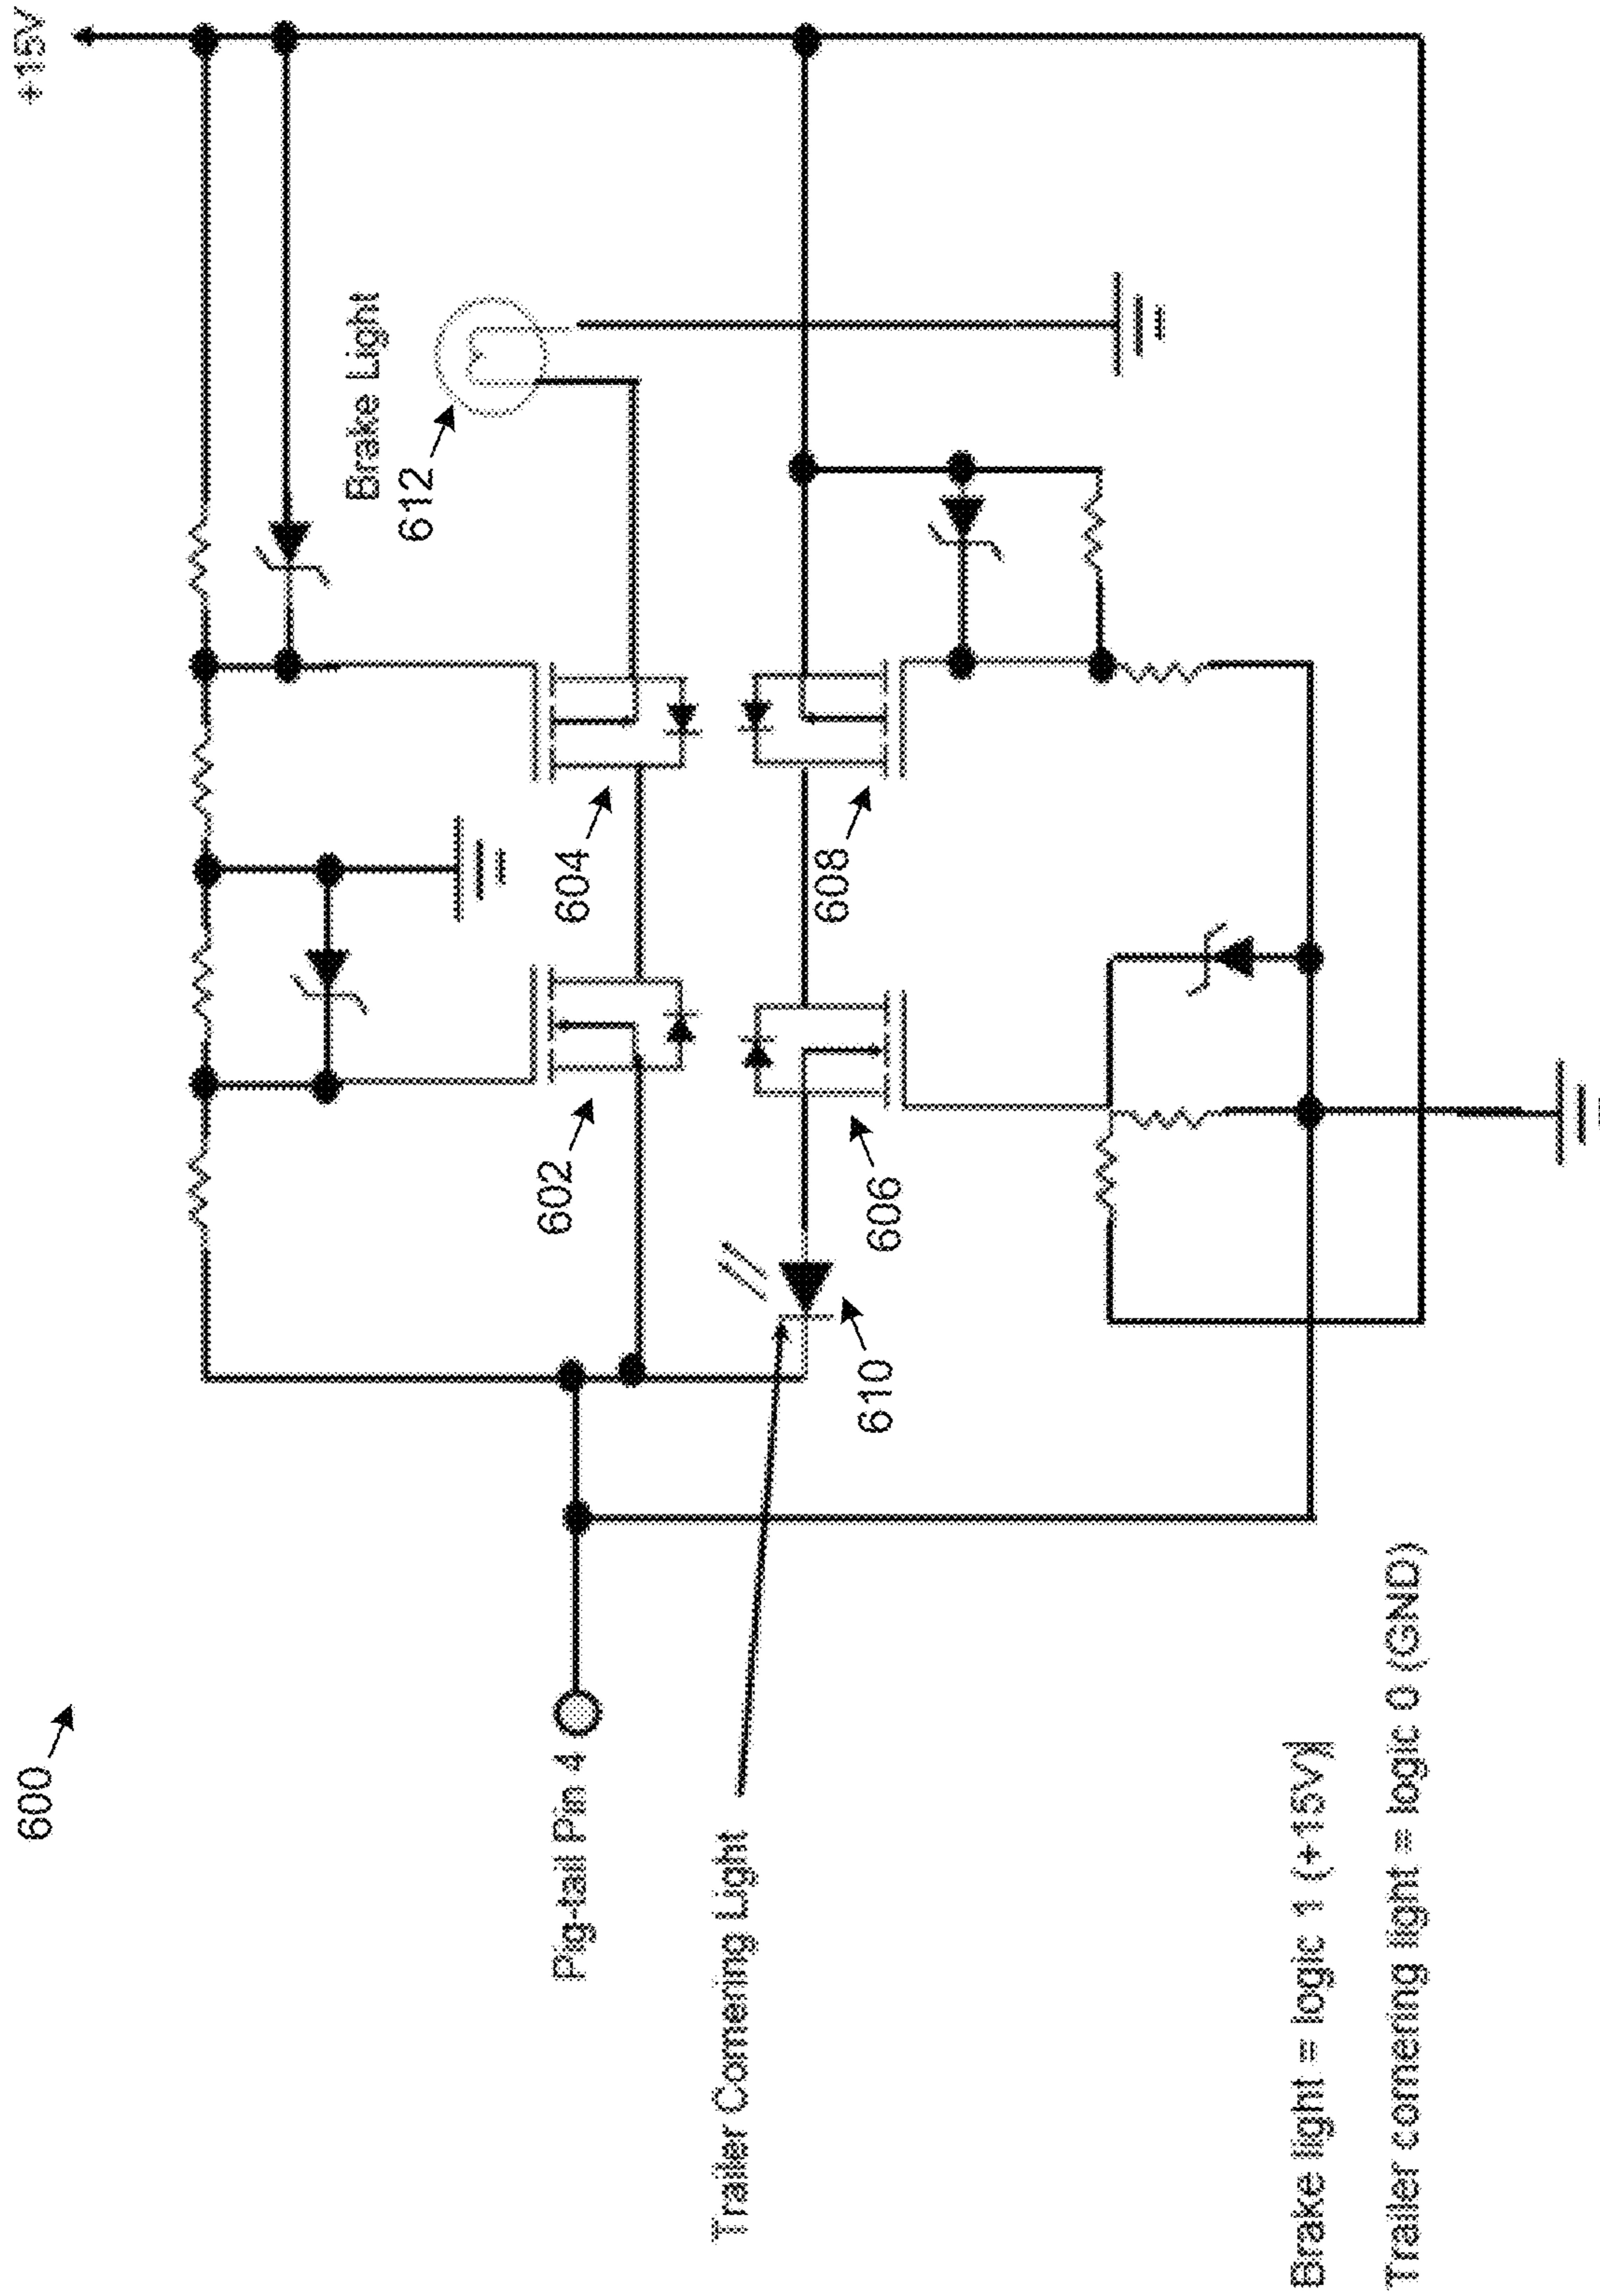 600
+15V
Brake Light
612
604
602
608
606
610
Pig-tail Pin 4
Trailer Cornering Light
Brake light = logic 1 (+15V)
Trailer cornering light = logic 0 (GND)